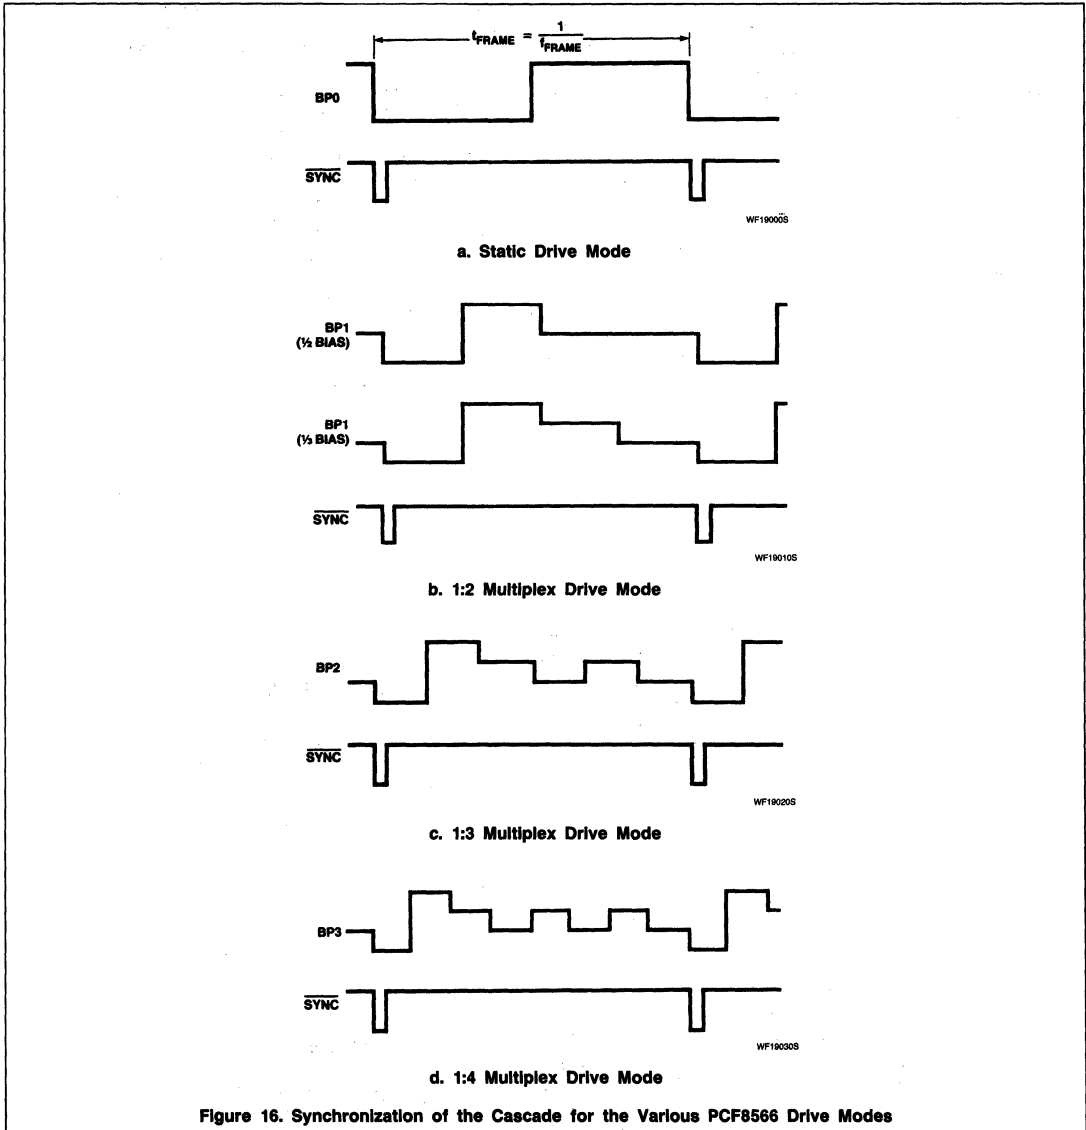 tFRAME = 1/fFRAME
BP0
SYNC
WF19000S
a. Static Drive Mode
BP1
(½ BIAS)
BP1
(⅓ BIAS)
SYNC
WF19010S
b. 1:2 Multiplex Drive Mode
BP2
SYNC
WF19020S
c. 1:3 Multiplex Drive Mode
BP3
SYNC
WF19030S
d. 1:4 Multiplex Drive Mode
Figure 16. Synchronization of the Cascade for the Various PCF8566 Drive Modes